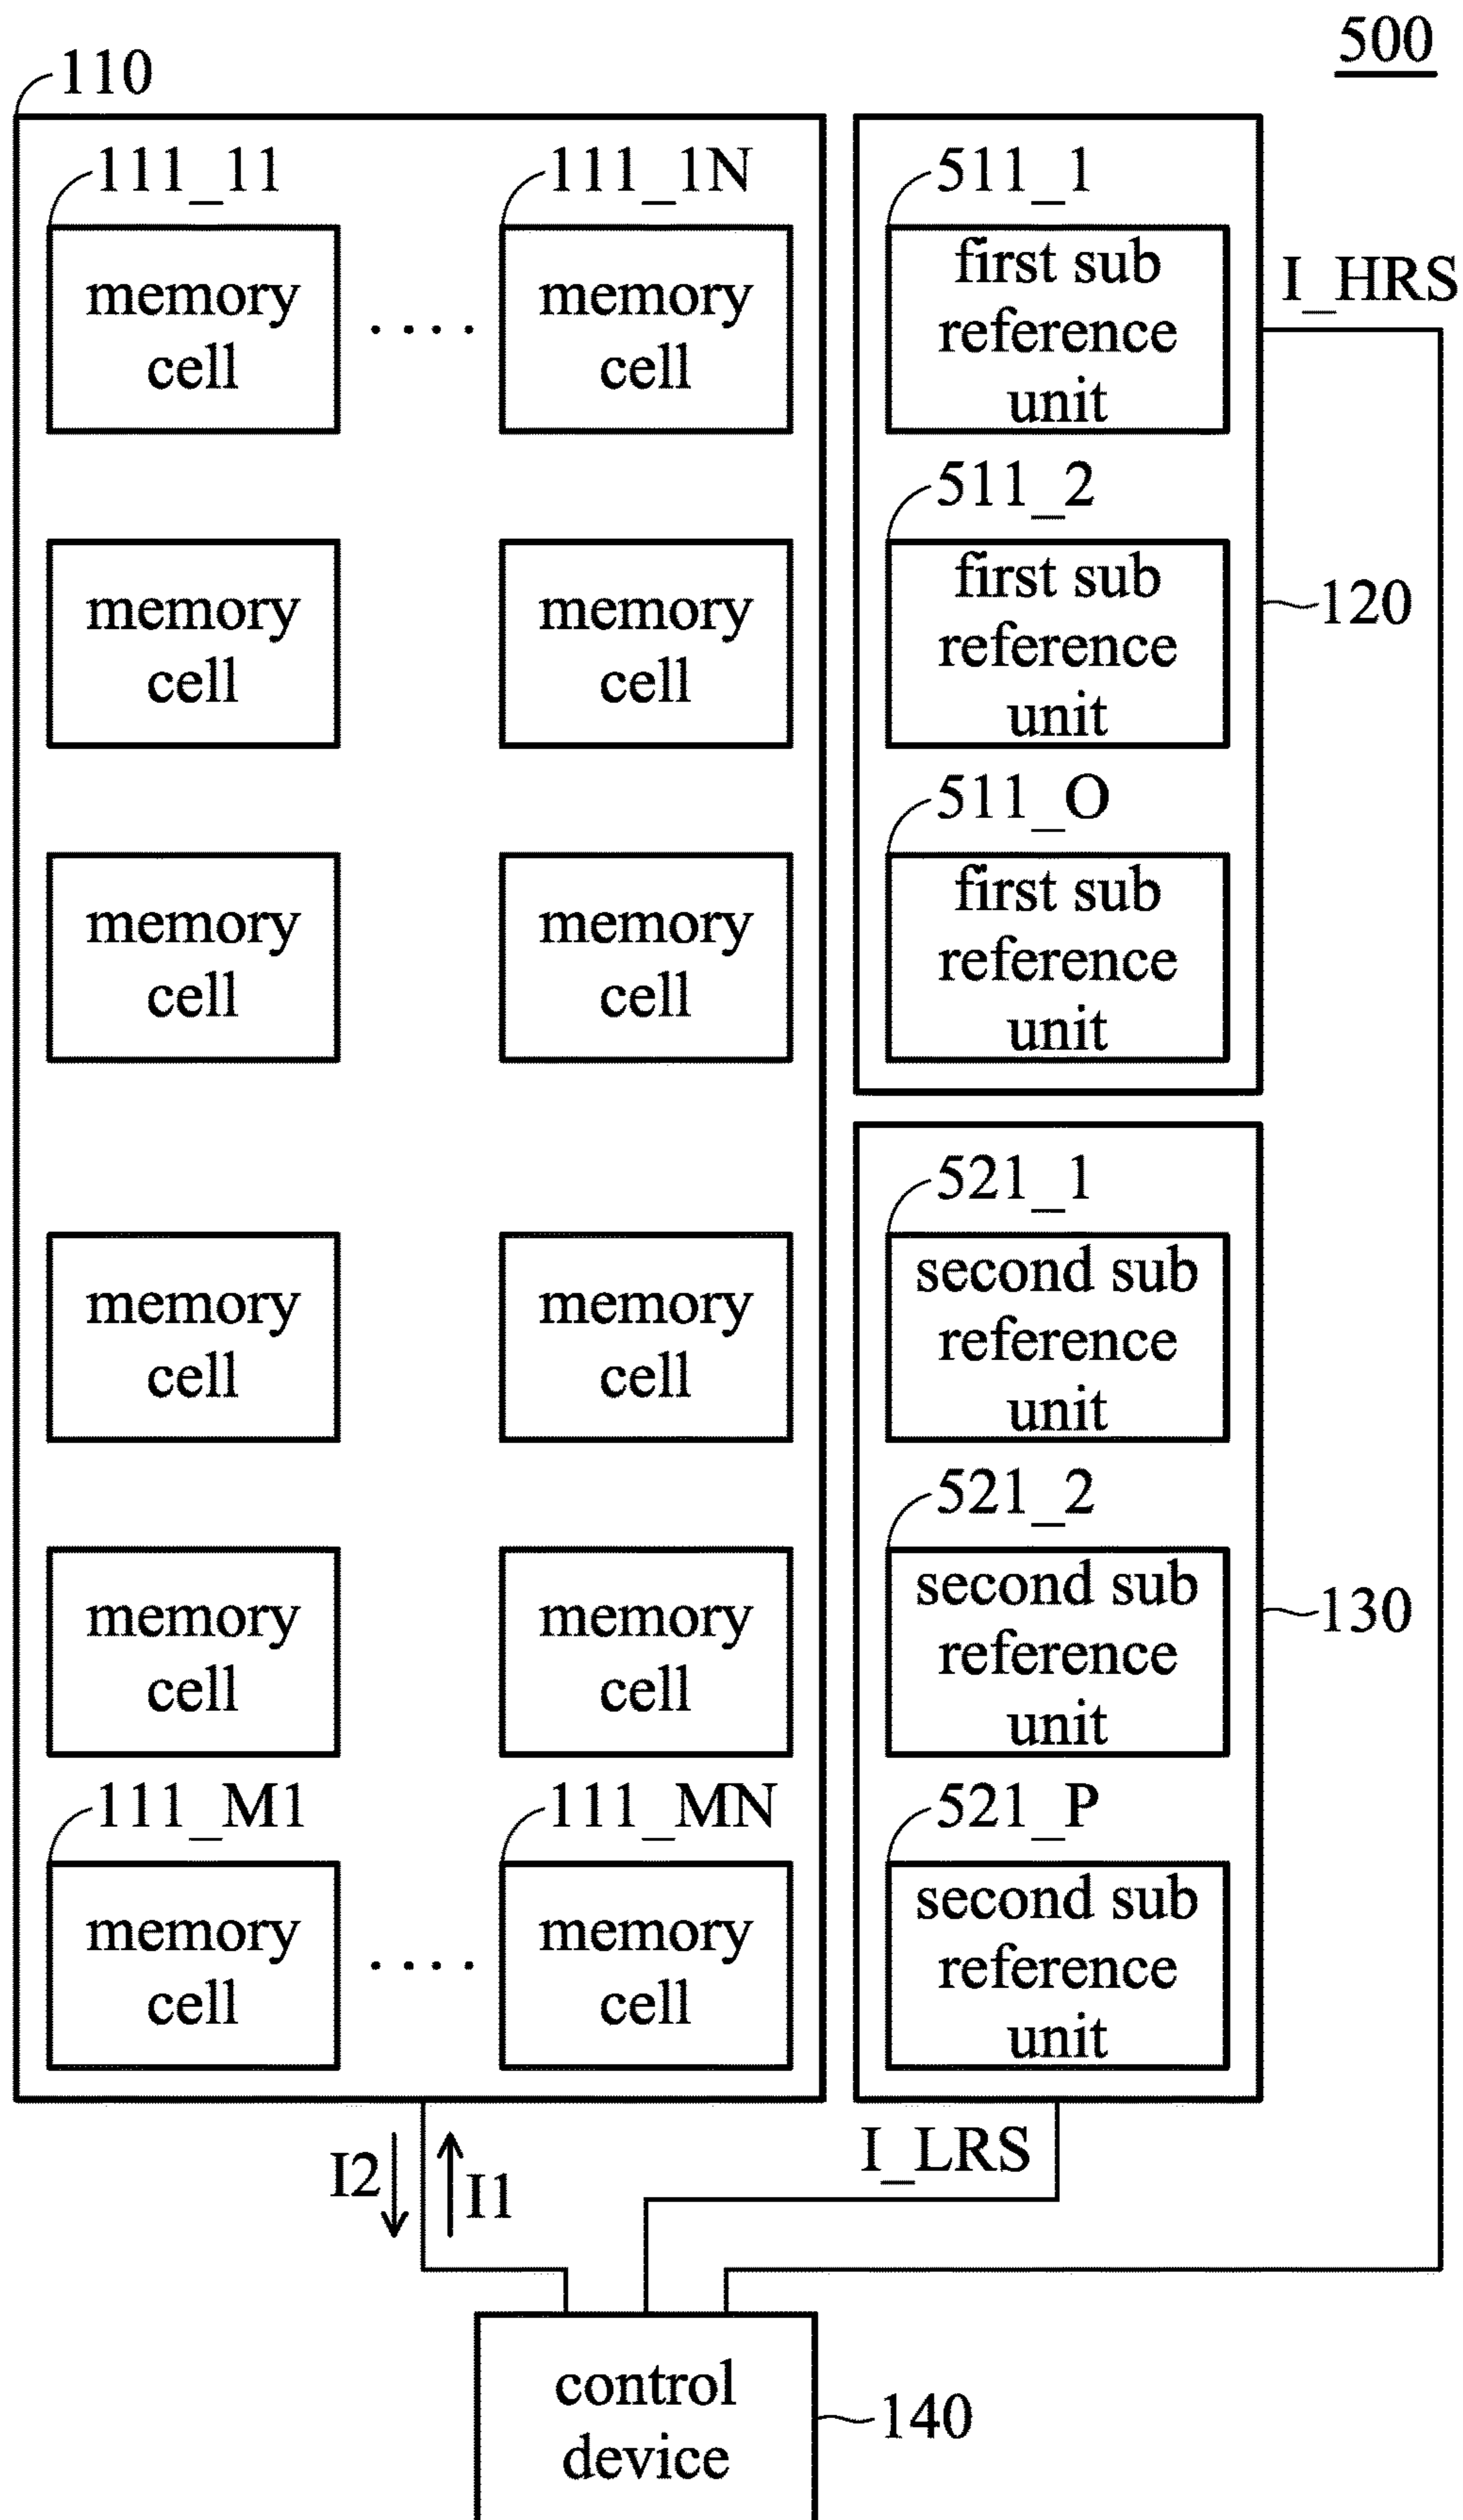 500
110
111_11
111_1N
511_1
memory
cell
....
memory
cell
first sub
reference
unit
I_HRS
511_2
memory
cell
memory
cell
first sub
reference
unit
120
511_O
memory
cell
memory
cell
first sub
reference
unit
521_1
memory
cell
memory
cell
second sub
reference
unit
521_2
memory
cell
memory
cell
second sub
reference
unit
130
111_M1
111_MN
521_P
memory
cell
....
memory
cell
second sub
reference
unit
I2
I1
I_LRS
control
device
140